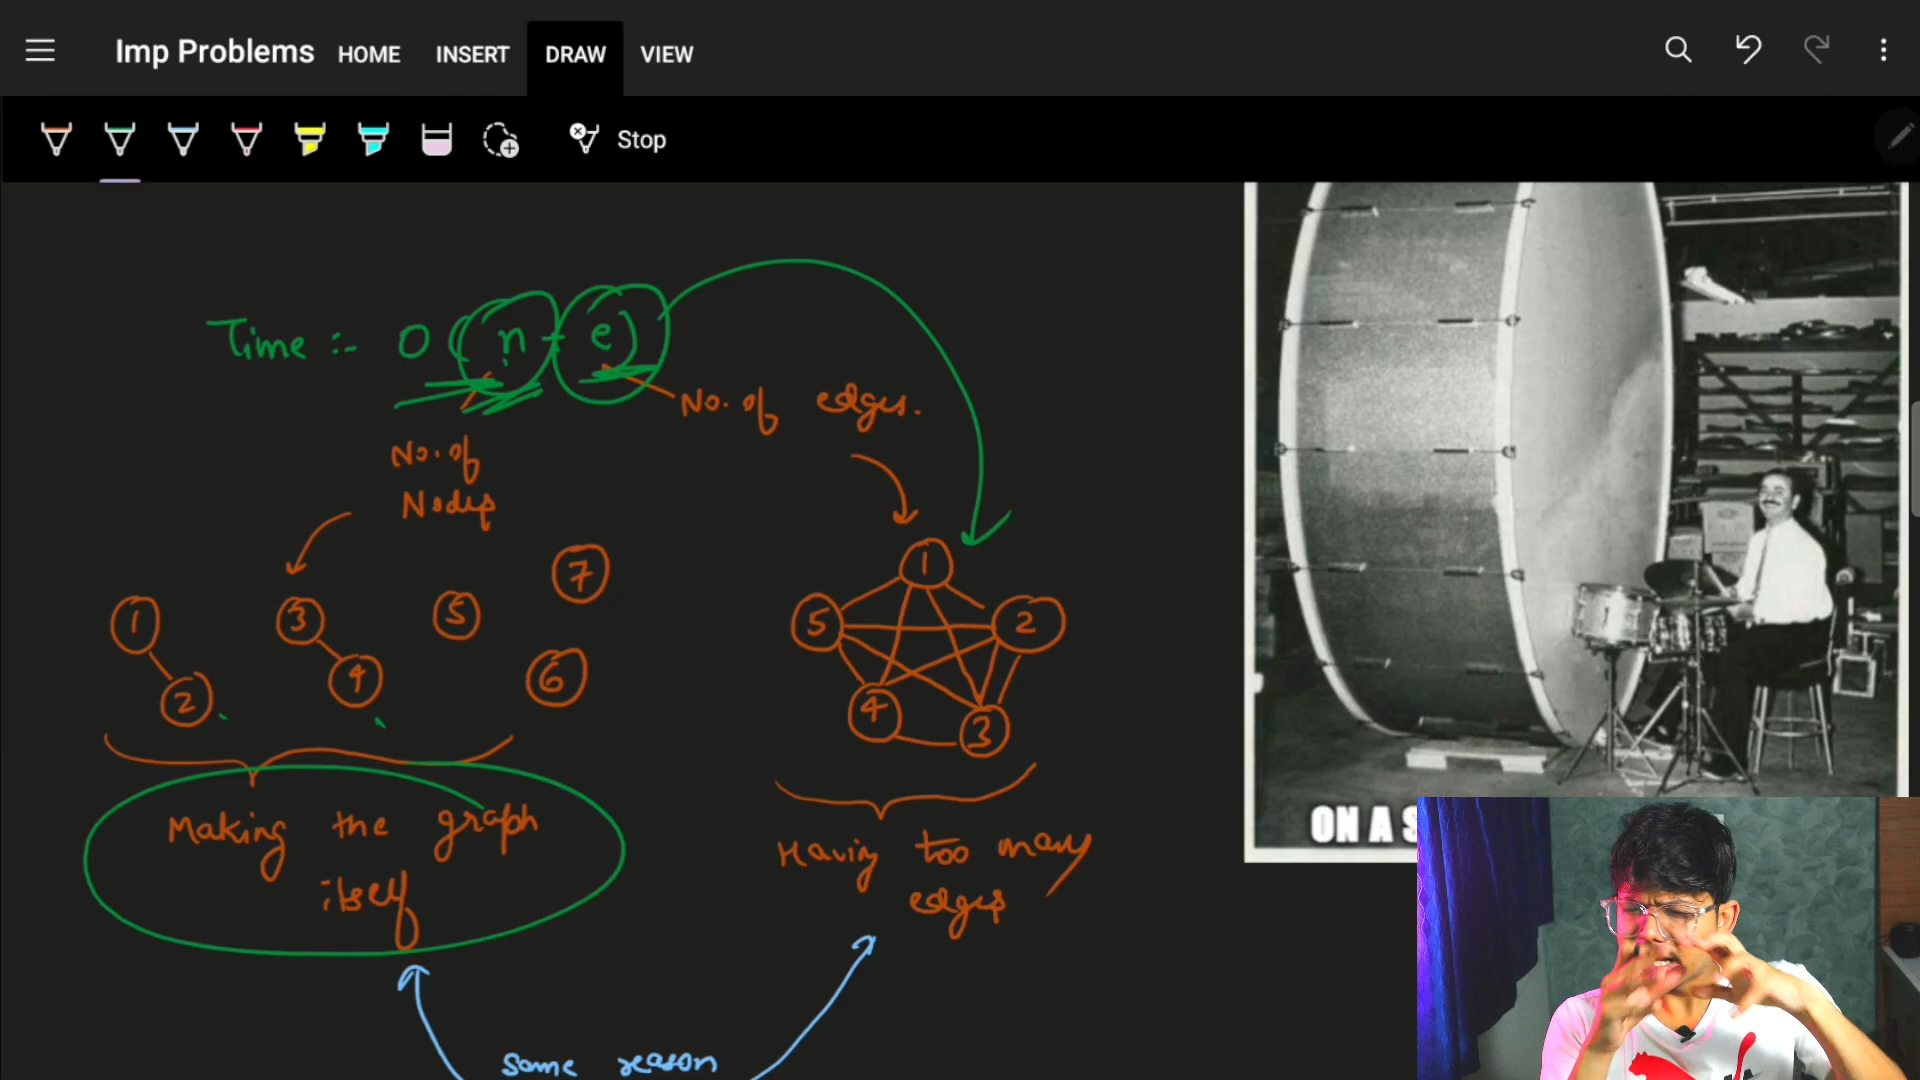 Imp Problems HOME INSERT DRAW VIEW
Stop
Time :- O (n + e)
No. of edges.
No. of
Nodes
1 2 3 4 5 6 7
1 2 3 4 5
Making the graph
itself
Having too many
edges
ON A S
Same reason